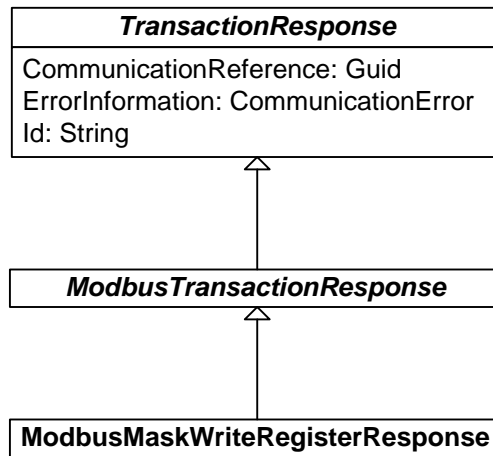 TransactionResponse
CommunicationReference: Guid
ErrorInformation: CommunicationError
Id: String
ModbusTransactionResponse
ModbusMaskWriteRegisterResponse